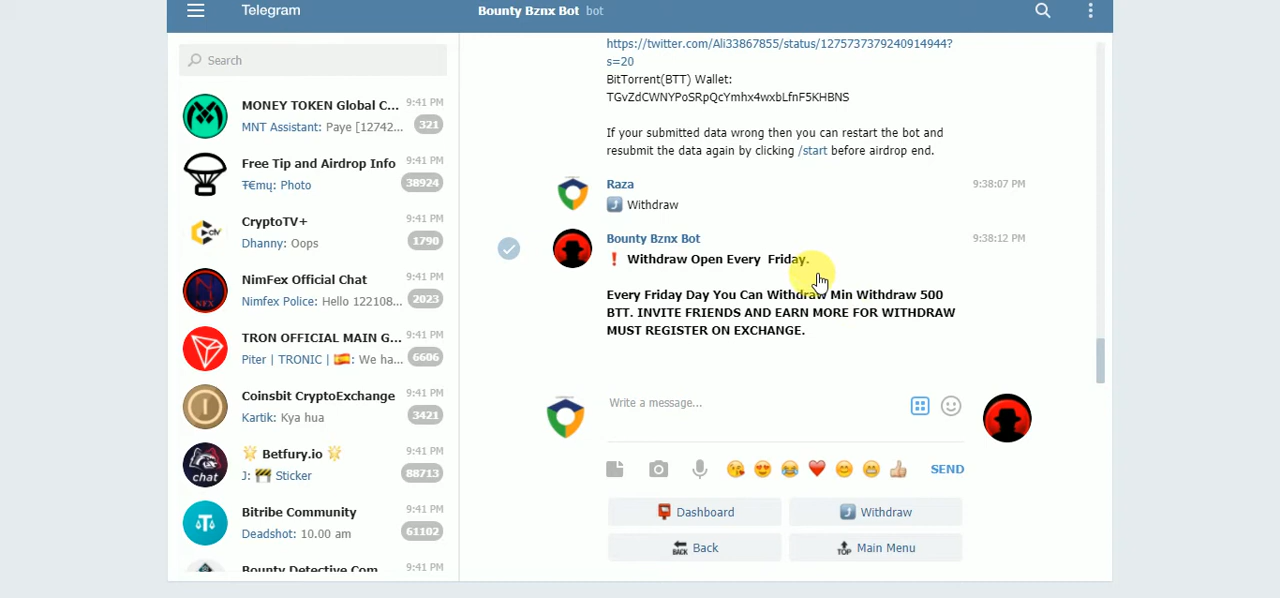 Telegram
Bounty Bznx Bot bot
Search
MONEY TOKEN Global C... 9:41 PM
MNT Assistant: Paye [12742... 321
Free Tip and Airdrop Info 9:41 PM
Ŧ€mų: Photo 38924
CryptoTV+ 9:41 PM
Dhanny: Oops 1790
NimFex Official Chat 9:41 PM
Nimfex Police: Hello 122108... 2023
TRON OFFICIAL MAIN G... 9:41 PM
Piter | TRONIC | 🇪🇸: We ha... 6606
Coinsbit CryptoExchange 9:41 PM
Kartik: Kya hua 3421
🌟 Betfury.io 🌟 9:41 PM
J: 🚧 Sticker 88713
chat
Bitribe Community 9:41 PM
Deadshot: 10.00 am 61102
Bounty Detective Com 9:41 PM
https://twitter.com/Ali33867855/status/1275737379240914944?
s=20
BitTorrent(BTT) Wallet:
TGvZdCWNYPoSRpQcYmhx4wxbLfnF5KHBNS
If your submitted data wrong then you can restart the bot and
resubmit the data again by clicking /start before airdrop end.
Raza 9:38:07 PM
⤴️ Withdraw
Bounty Bznx Bot 9:38:12 PM
❗ Withdraw Open Every Friday.
Every Friday Day You Can Withdraw Min Withdraw 500
BTT. INVITE FRIENDS AND EARN MORE FOR WITHDRAW
MUST REGISTER ON EXCHANGE.
Write a message...
SEND
📮 Dashboard
⤴️ Withdraw
🔙 Back
🔝 Main Menu